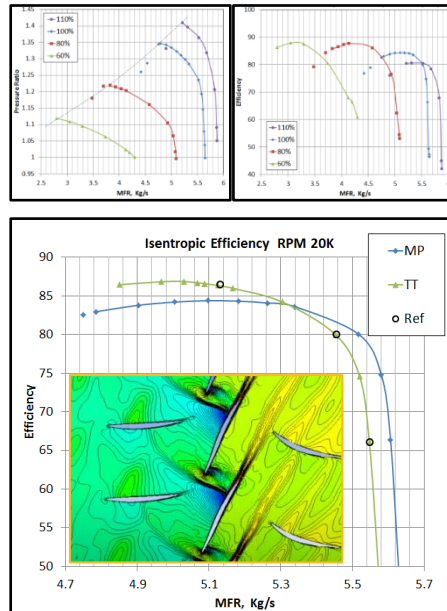 1.45
1.4
1.35
1.3
1.25
1.2
1.15
1.1
1.05
1
0.95
Pressure Ratio
110%
100%
80%
60%
2.5 3 3.5 4 4.5 5 5.5 6
MFR, Kg/s
100
90
80
70
60
50
40
Efficiency
110%
100%
80%
60%
2.5 3 3.5 4 4.5 5 5.5 6
MFR, Kg/s
Isentropic Efficiency RPM 20K
MP
TT
Ref
90
85
80
75
70
65
60
55
50
Efficiency
4.7 4.9 5.1 5.3 5.5 5.7
MFR, Kg/s